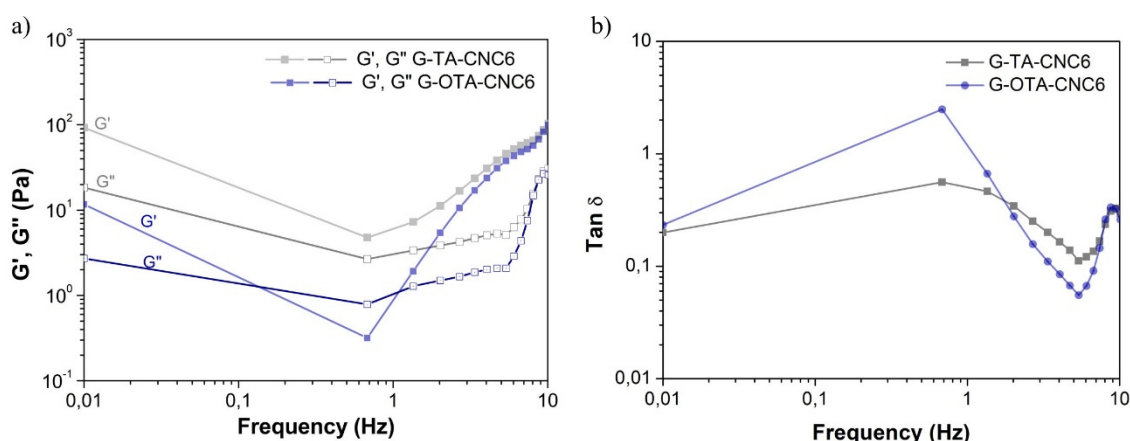 a)
G', G'' (Pa)
10³
10²
10¹
10⁰
10⁻¹
G', G'' G-TA-CNC6
G', G'' G-OTA-CNC6
G'
G''
G'
G''
0,01
0,1
1
10
Frequency (Hz)
b)
Tan δ
10
1
0,1
0,01
G-TA-CNC6
G-OTA-CNC6
0,01
0,1
1
10
Frequency (Hz)